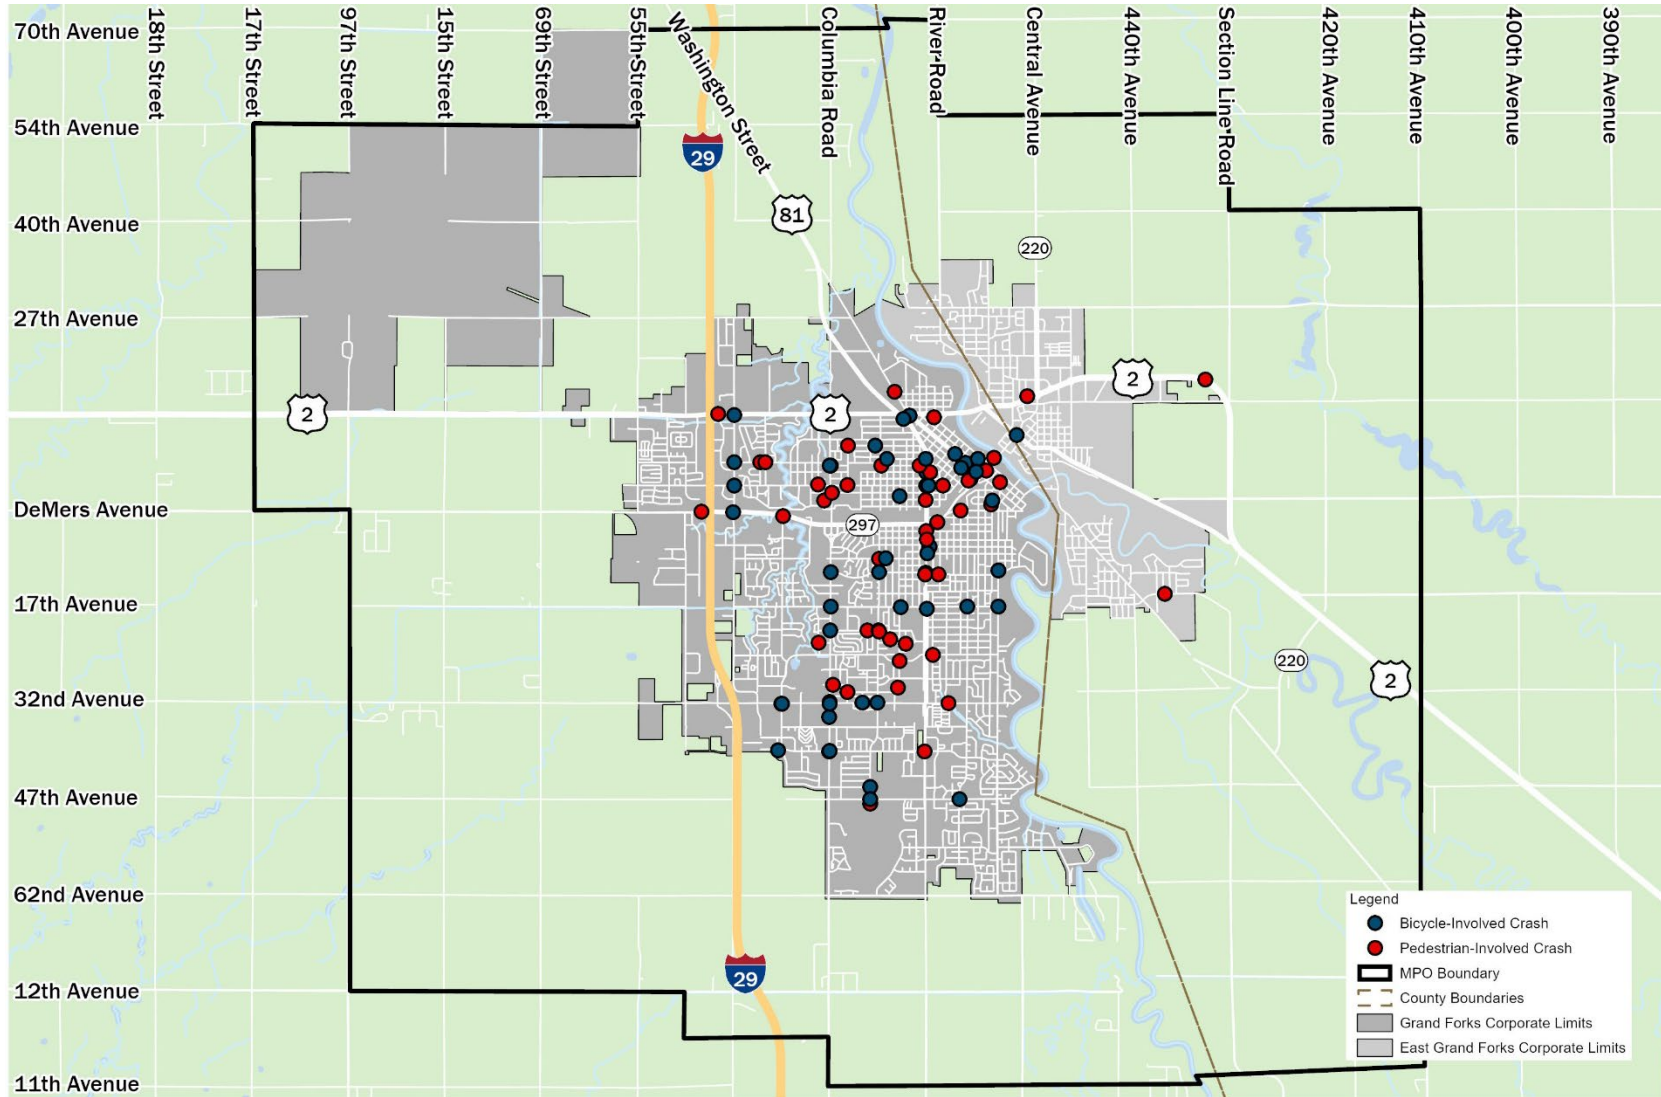 18th Street
17th Street
97th Street
15th Street
69th Street
55th Street
Washington Street
Columbia Road
River Road
Central Avenue
440th Avenue
Section Line Road
420th Avenue
410th Avenue
400th Avenue
390th Avenue
70th Avenue
54th Avenue
29
81
40th Avenue
220
27th Avenue
2
2
2
DeMers Avenue
297
17th Avenue
220
2
32nd Avenue
47th Avenue
62nd Avenue
29
12th Avenue
11th Avenue
Legend
Bicycle-Involved Crash
Pedestrian-Involved Crash
MPO Boundary
County Boundaries
Grand Forks Corporate Limits
East Grand Forks Corporate Limits